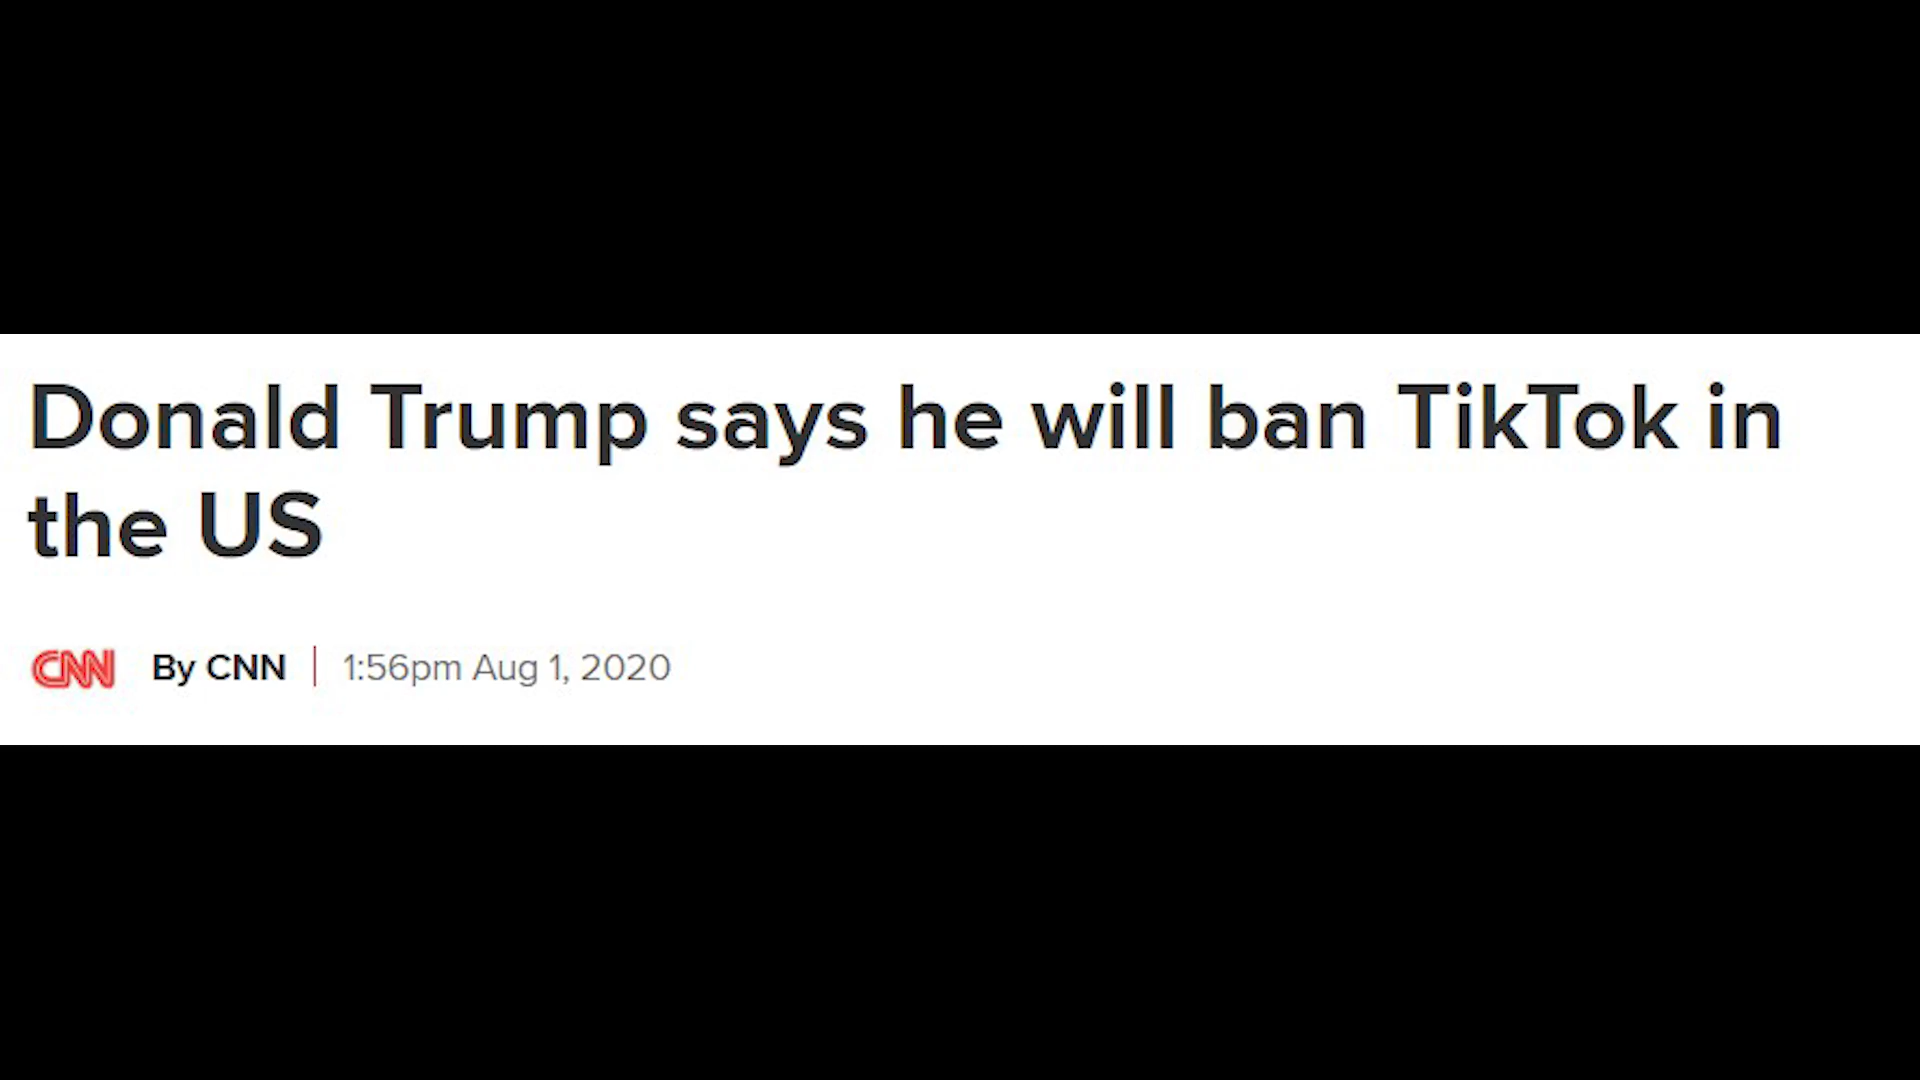 Donald Trump says he will ban TikTok in
the US
CNN By CNN | 1:56pm Aug 1, 2020